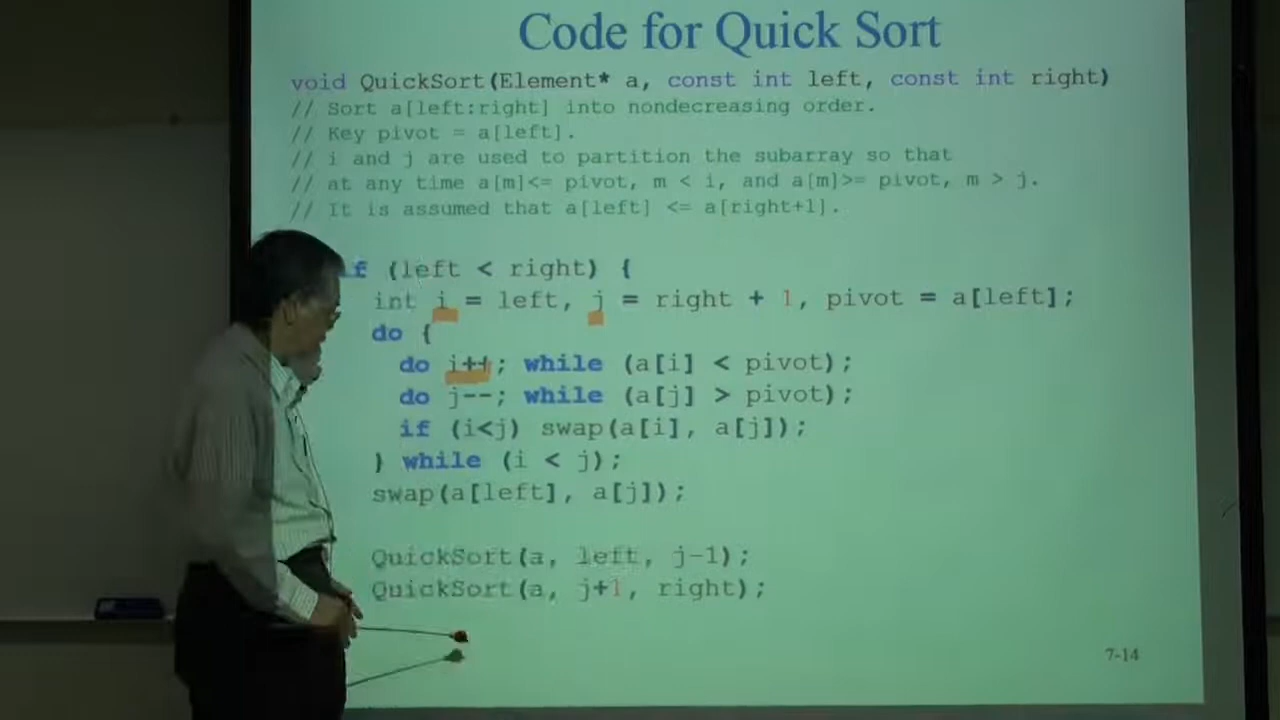 Code for Quick Sort
void QuickSort(Element* a, const int left, const int right)
// Sort a[left:right] into nondecreasing order.
// Key pivot = a[left].
// i and j are used to partition the subarray so that
// at any time a[m]<= pivot, m < i, and a[m]>= pivot, m > j.
// It is assumed that a[left] <= a[right+1].
if (left < right) {
int i = left, j = right + 1, pivot = a[left];
do {
do i++; while (a[i] < pivot);
do j--; while (a[j] > pivot);
if (i<j) swap(a[i], a[j]);
} while (i < j);
swap(a[left], a[j]);
QuickSort(a, left, j-1);
QuickSort(a, j+1, right);
7-14